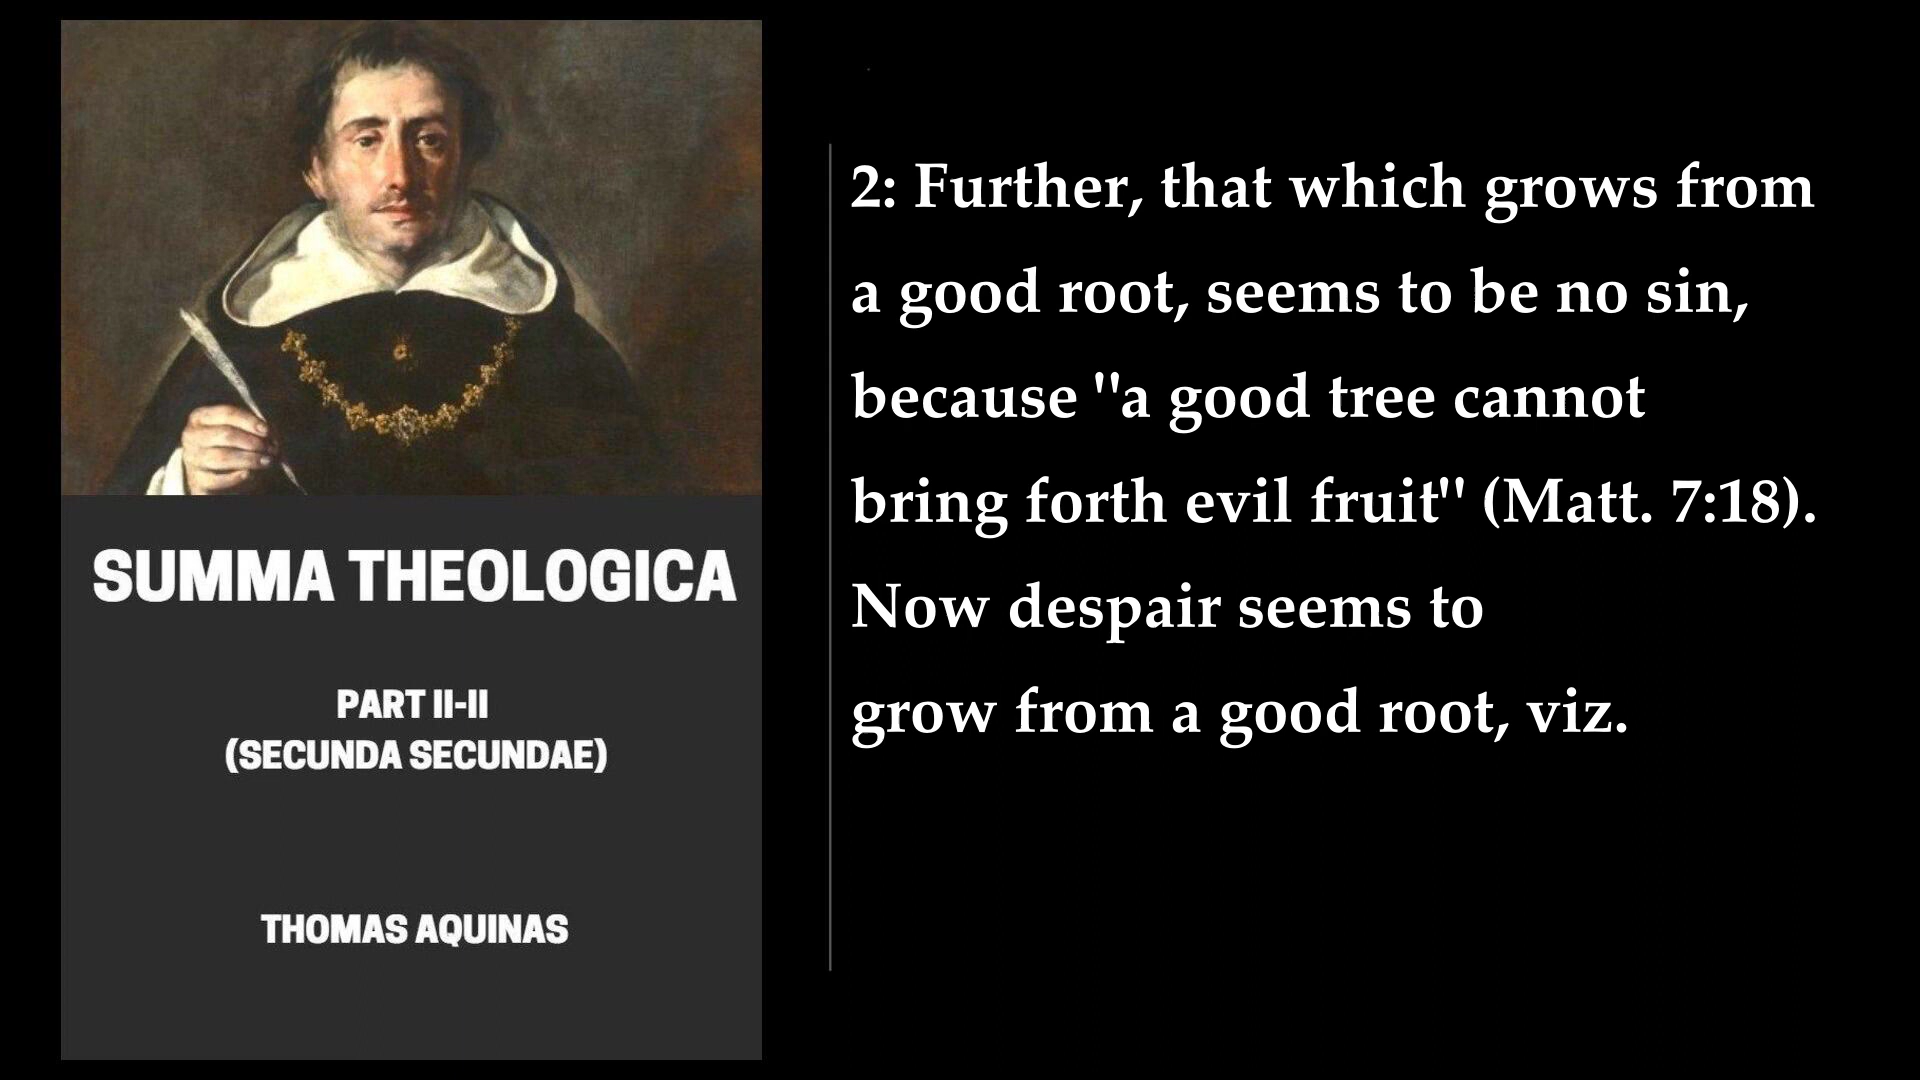 SUMMA THEOLOGICA
PART II-II
(SECUNDA SECUNDAE)
THOMAS AQUINAS
2: Further, that which grows from
a good root, seems to be no sin,
because "a good tree cannot
bring forth evil fruit" (Matt. 7:18).
Now despair seems to
grow from a good root, viz.